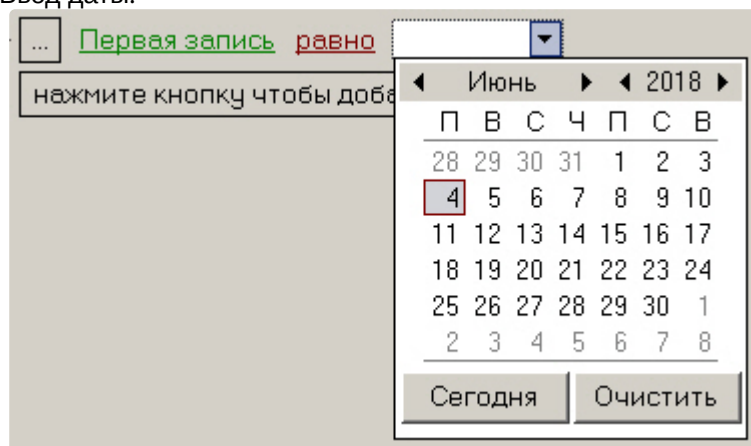 Ввод даты:
... Первая запись равно
нажмите кнопку чтобы доба
Июнь 2018
П В С Ч П С В
28 29 30 31 1 2 3
4 5 6 7 8 9 10
11 12 13 14 15 16 17
18 19 20 21 22 23 24
25 26 27 28 29 30 1
2 3 4 5 6 7 8
Сегодня Очистить